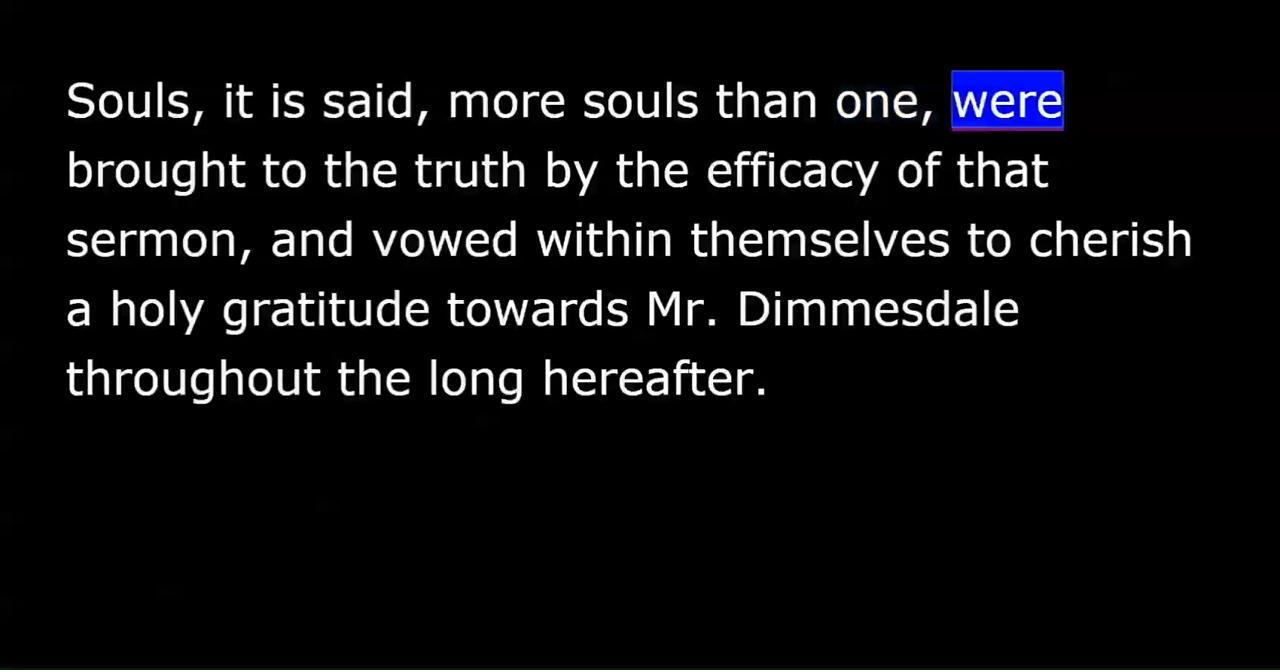 Souls, it is said, more souls than one, were
brought to the truth by the efficacy of that
sermon, and vowed within themselves to cherish
a holy gratitude towards Mr. Dimmesdale
throughout the long hereafter.